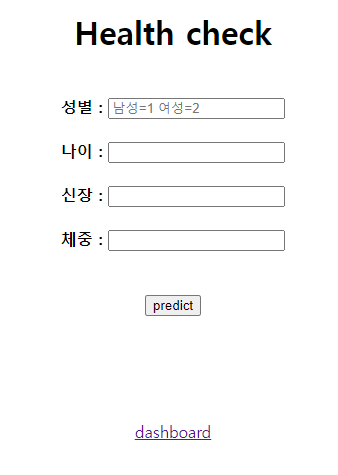 Health check
성별 : 남성=1 여성=2
나이 :
신장 :
체중 :
predict
dashboard